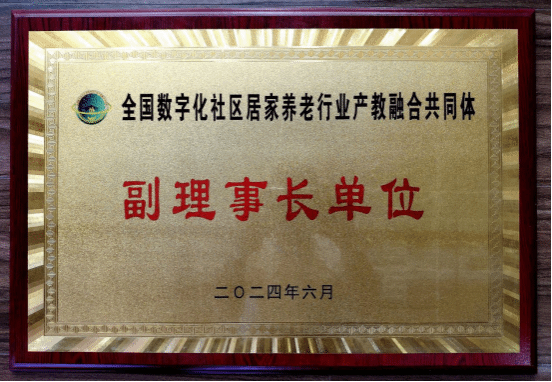 全国数字化社区居家养老行业产教融合共同体
副理事长单位
二〇二四年六月